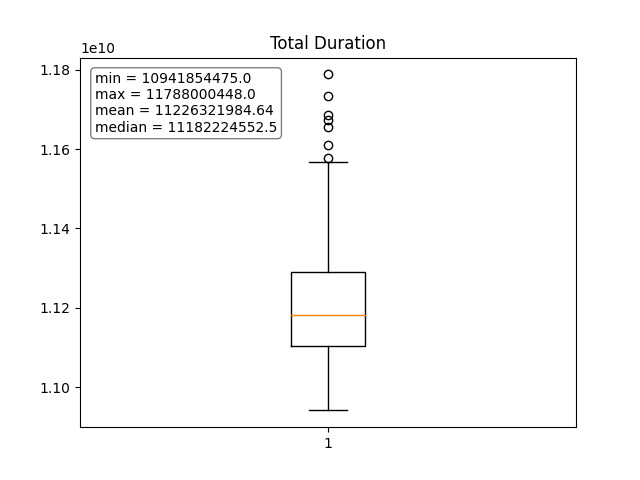 Total Duration
1e10
1.18
1.16
1.14
1.12
1.10
min = 10941854475.0
max = 11788000448.0
mean = 11226321984.64
median = 11182224552.5
1